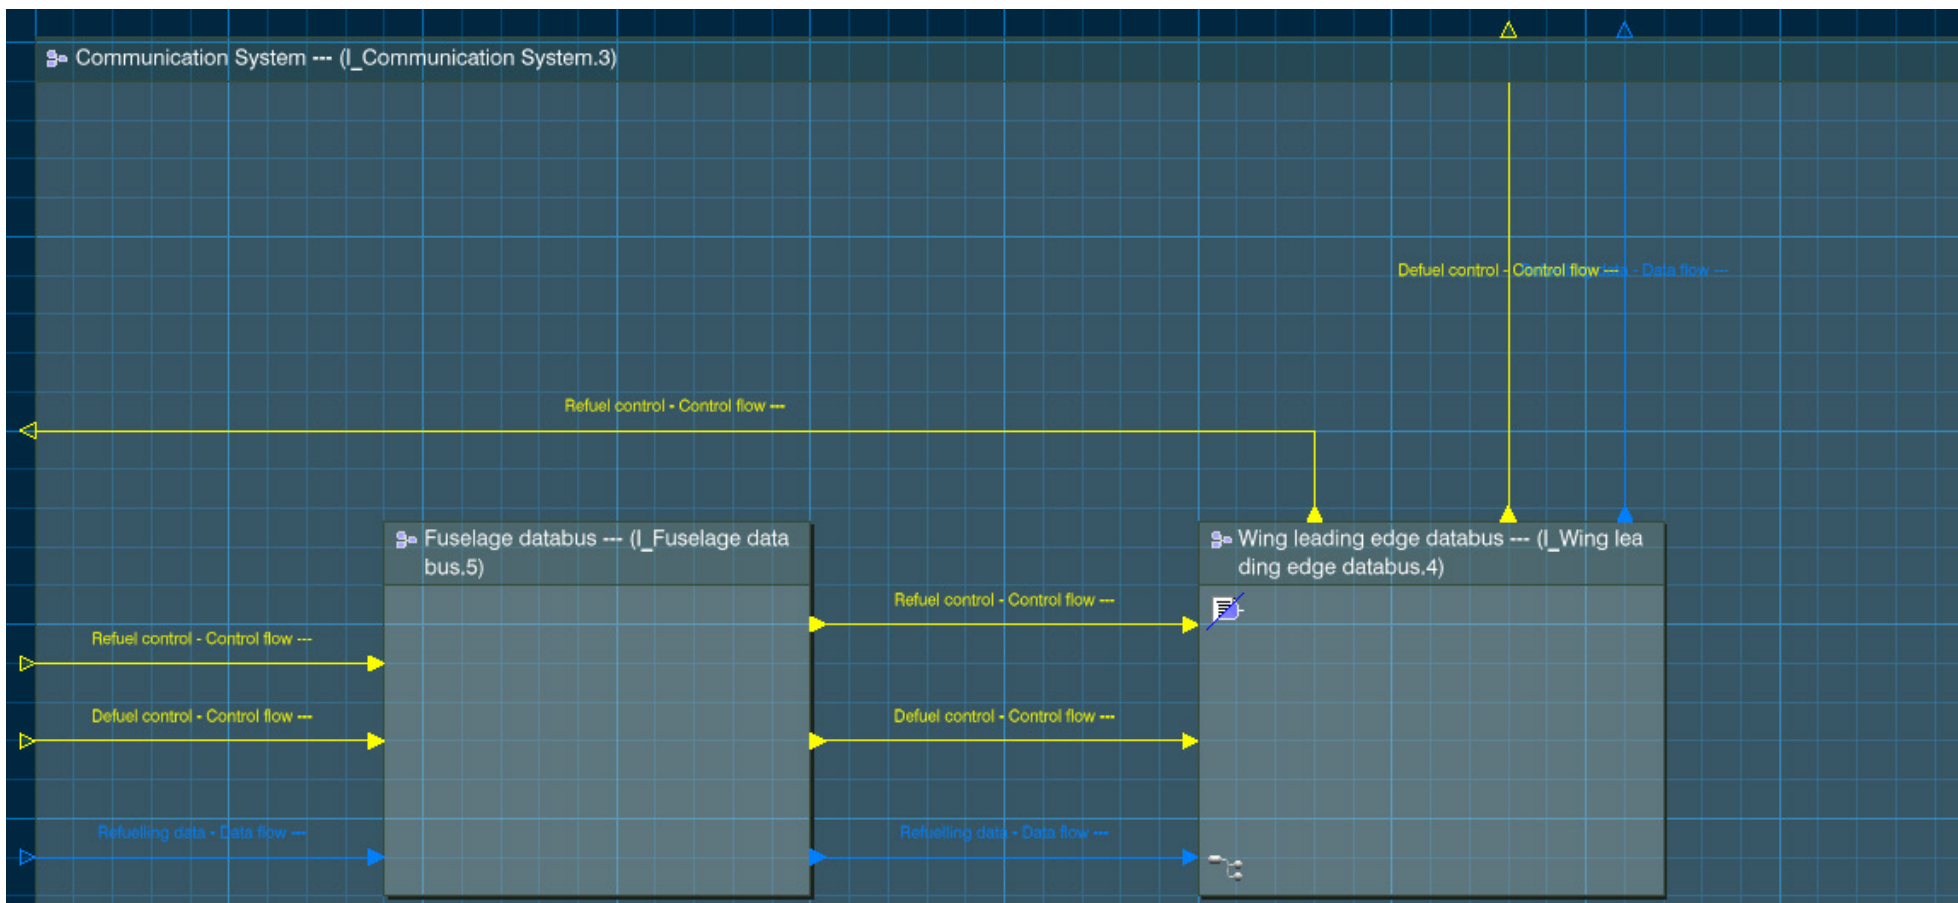 Communication System --- (I_Communication System.3)
Defuel control - Control flow ---
- Data flow ---
Refuel control - Control flow ---
Fuselage databus --- (I_Fuselage data
bus.5)
Wing leading edge databus --- (I_Wing lea
ding edge databus.4)
Refuel control - Control flow ---
Refuel control - Control flow ---
Defuel control - Control flow ---
Defuel control - Control flow ---
Refuelling data - Data flow ---
Refuelling data - Data flow ---